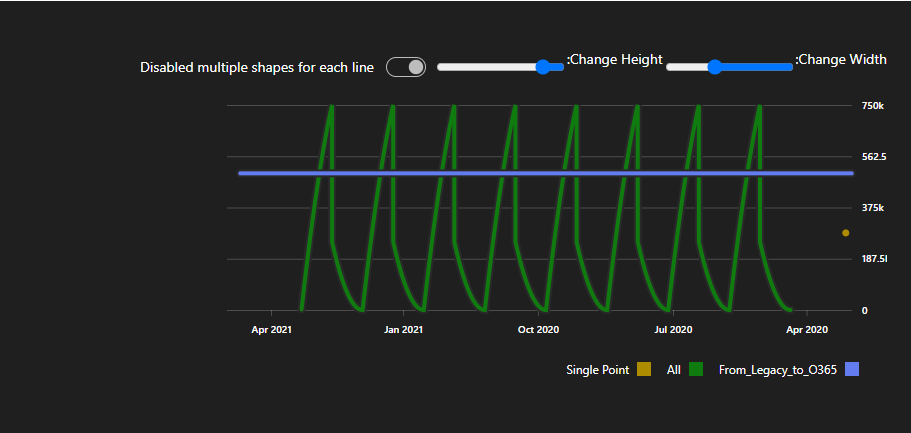 Disabled multiple shapes for each line
:Change Height
:Change Width
750k
562.5
375k
187.5l
0
Apr 2021
Jan 2021
Oct 2020
Jul 2020
Apr 2020
Single Point
All
From_Legacy_to_O365